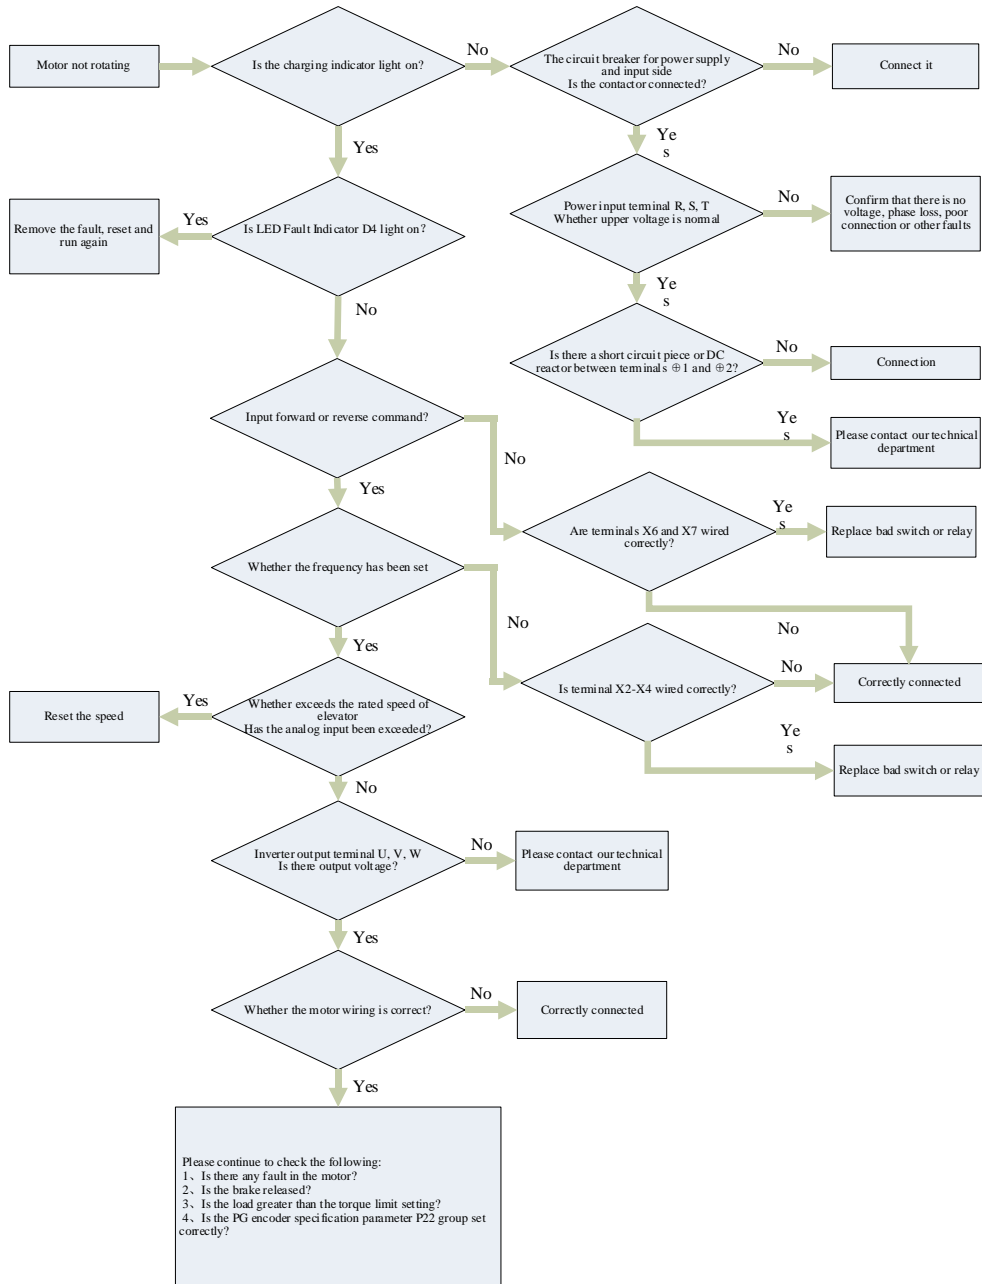 Motor not rotating
Is the charging indicator light on?
No
The circuit breaker for power supply
and input side
Is the contactor connected?
No
Connect it
Yes
Ye
s
Remove the fault, reset and
run again
Yes
Is LED Fault Indicator D4 light on?
Power input terminal R, S, T
Whether upper voltage is normal
No
Confirm that there is no
voltage, phase loss, poor
connection or other faults
No
Ye
s
Is there a short circuit piece or DC
reactor between terminals ⊕1 and ⊕2?
No
Connection
Input forward or reverse command?
Ye
s
Please contact our technical
department
No
Yes
Are terminals X6 and X7 wired
correctly?
Ye
s
Replace bad switch or relay
Whether the frequency has been set
No
No
Yes
Is terminal X2-X4 wired correctly?
No
Correctly connected
Reset the speed
Yes
Whether exceeds the rated speed of
elevator
Has the analog input been exceeded?
Ye
s
Replace bad switch or relay
No
Inverter output terminal U, V, W
Is there output voltage?
No
Please contact our technical
department
Yes
Whether the motor wiring is correct?
No
Correctly connected
Yes
Please continue to check the following:
1、Is there any fault in the motor?
2、Is the brake released?
3、Is the load greater than the torque limit setting?
4、Is the PG encoder specification parameter P22 group set
correctly?